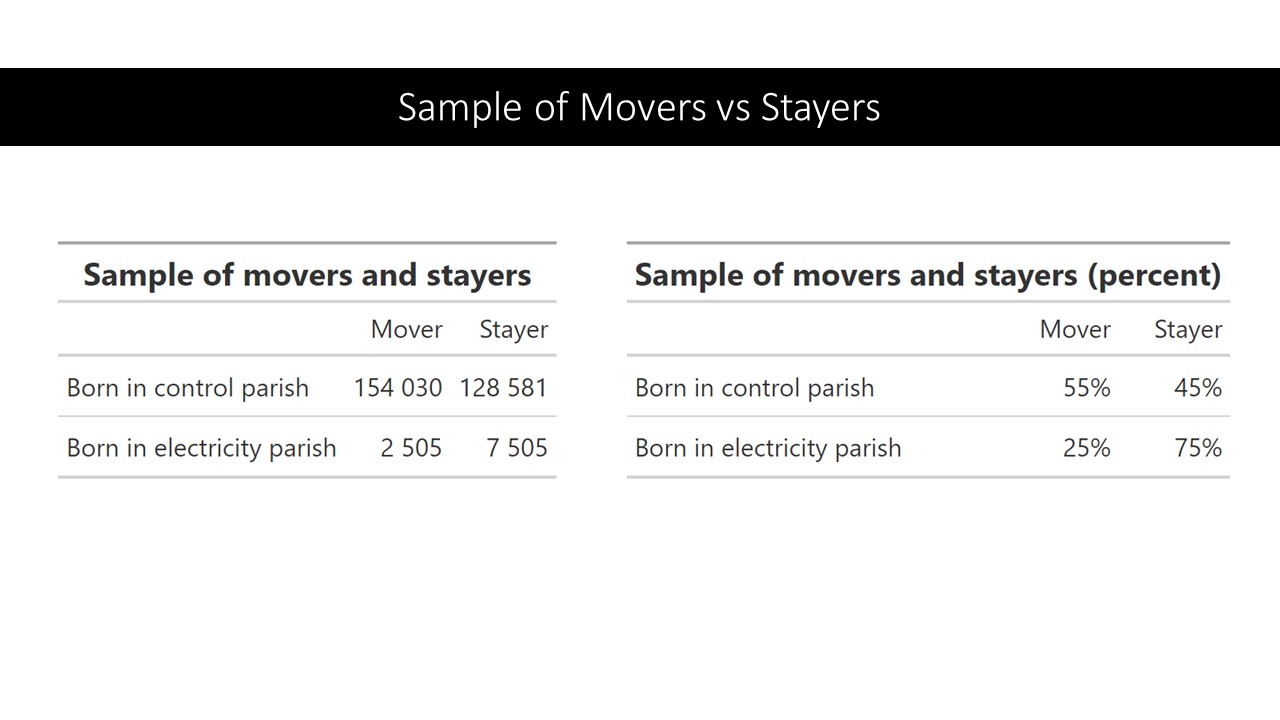 Sample of Movers vs Stayers
Sample of movers and stayers
Mover Stayer
Born in control parish 154 030 128 581
Born in electricity parish 2 505 7 505
Sample of movers and stayers (percent)
Mover Stayer
Born in control parish 55% 45%
Born in electricity parish 25% 75%